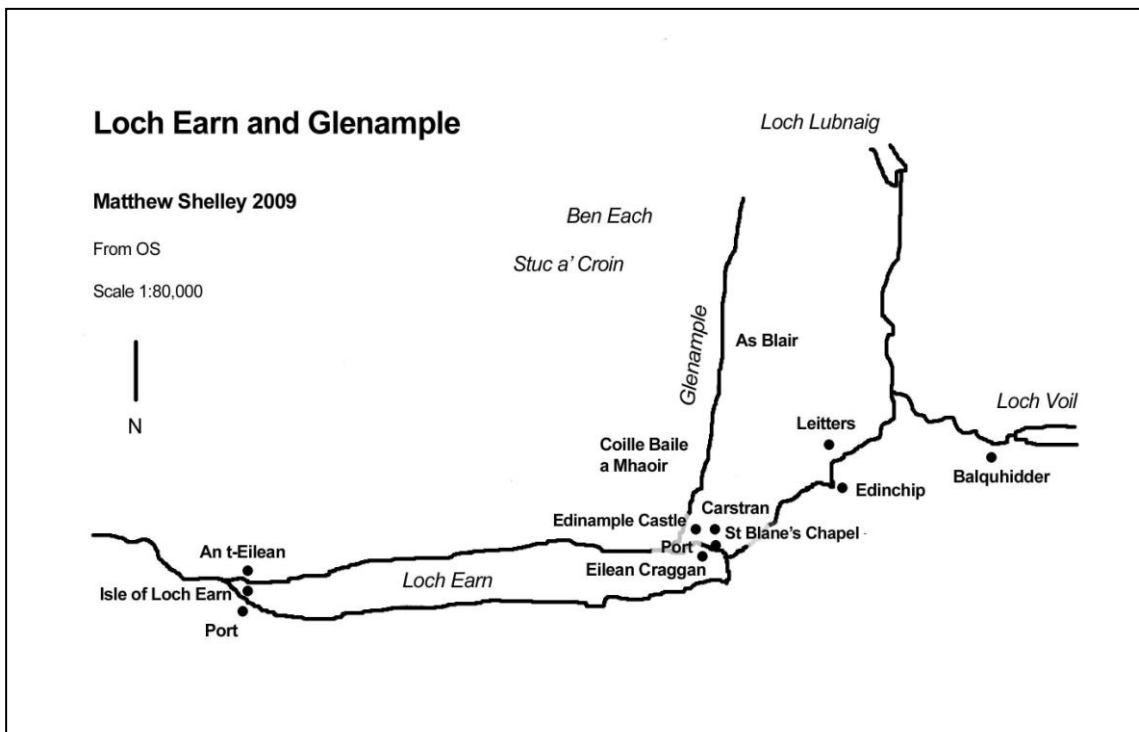 Loch Earn and Glenample
Loch Lubnaig
Matthew Shelley 2009
Ben Each
From OS
Stuc a' Croin
Scale 1:80,000
Glenample
As Blair
N
Loch Voil
Leitters
Coille Baile
a Mhaoir
Balquhidder
Edinchip
Carstran
Edinample Castle
St Blane's Chapel
Port
An t-Eilean
Eilean Craggan
Loch Earn
Isle of Loch Earn
Port